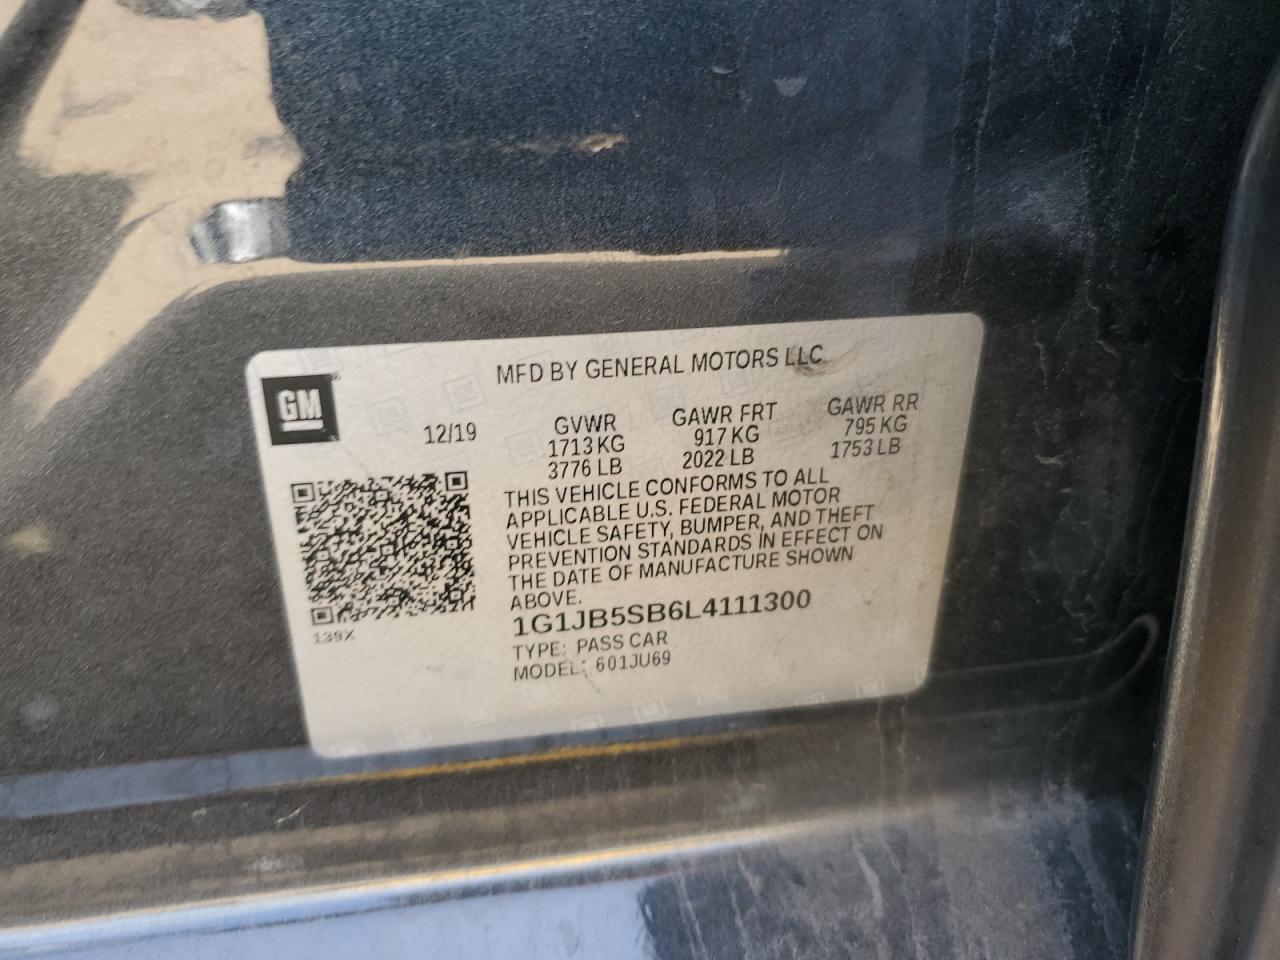 MFD BY GENERAL MOTORS LLC
GM
12/19
GVWR GAWR FRT GAWR RR
1713 KG 917 KG 795 KG
3776 LB 2022 LB 1753 LB
THIS VEHICLE CONFORMS TO ALL
APPLICABLE U.S. FEDERAL MOTOR
VEHICLE SAFETY, BUMPER, AND THEFT
PREVENTION STANDARDS IN EFFECT ON
THE DATE OF MANUFACTURE SHOWN
ABOVE.
1G1JB5SB6L4111300
139X
TYPE: PASS CAR
MODEL: 601JU69